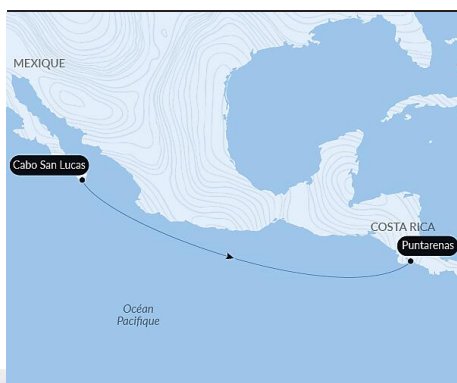 MEXIQUE
Cabo San Lucas
COSTA RICA
Puntarenas
Océan
Pacifique